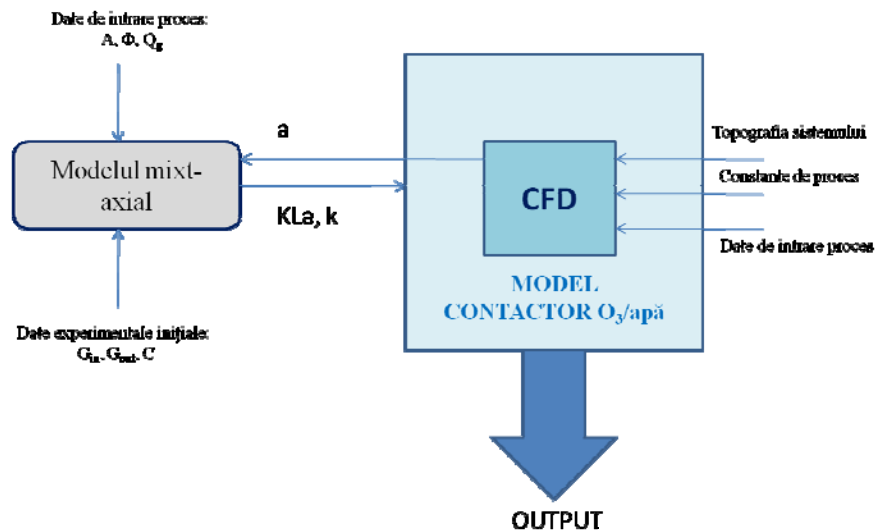 Date de intrare proces:
A, Φ, Qg
a
Modelul mixt-
axial
KLa, k
Date experimentale inițiale:
Gin, Gout, C
CFD
MODEL
CONTACTOR O3/apă
Topografia sistemului
Constante de proces
Date de intrare proces
OUTPUT